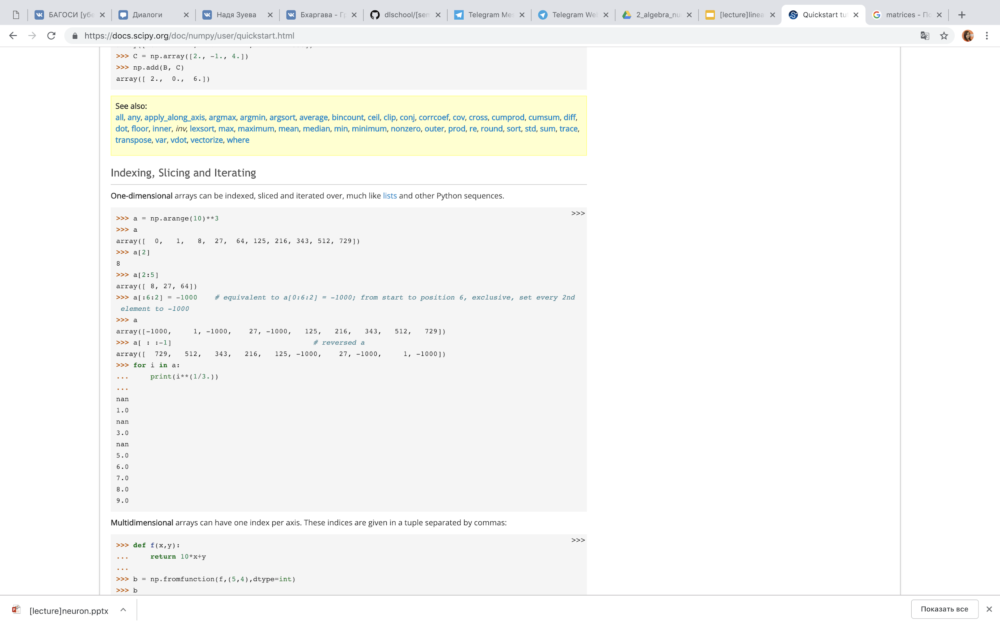 БАГОСИ [убе
Диалоги
Надя Зуева
Бхаргава - Гр
dlschool/[sem
Telegram Mes
Telegram Web
2_algebra_nu
[lecture]linea
Quickstart tut
matrices - По
https://docs.scipy.org/doc/numpy/user/quickstart.html
>>> C = np.array([2., -1., 4.])
>>> np.add(B, C)
array([ 2.,  0.,  6.])
See also:
all, any, apply_along_axis, argmax, argmin, argsort, average, bincount, ceil, clip, conj, corrcoef, cov, cross, cumprod, cumsum, diff,
dot, floor, inner, inv, lexsort, max, maximum, mean, median, min, minimum, nonzero, outer, prod, re, round, sort, std, sum, trace,
transpose, var, vdot, vectorize, where
Indexing, Slicing and Iterating
One-dimensional arrays can be indexed, sliced and iterated over, much like lists and other Python sequences.
>>>
>>> a = np.arange(10)**3
>>> a
array([  0,   1,   8,  27,  64, 125, 216, 343, 512, 729])
>>> a[2]
8
>>> a[2:5]
array([ 8, 27, 64])
>>> a[:6:2] = -1000    # equivalent to a[0:6:2] = -1000; from start to position 6, exclusive, set every 2nd
element to -1000
>>> a
array([-1000,     1, -1000,    27, -1000,   125,   216,   343,   512,   729])
>>> a[ : :-1]                                 # reversed a
array([  729,   512,   343,   216,   125, -1000,    27, -1000,     1, -1000])
>>> for i in a:
...     print(i**(1/3.))
...
nan
1.0
nan
3.0
nan
5.0
6.0
7.0
8.0
9.0
Multidimensional arrays can have one index per axis. These indices are given in a tuple separated by commas:
>>>
>>> def f(x,y):
...     return 10*x+y
...
>>> b = np.fromfunction(f,(5,4),dtype=int)
>>> b
[lecture]neuron.pptx
Показать все